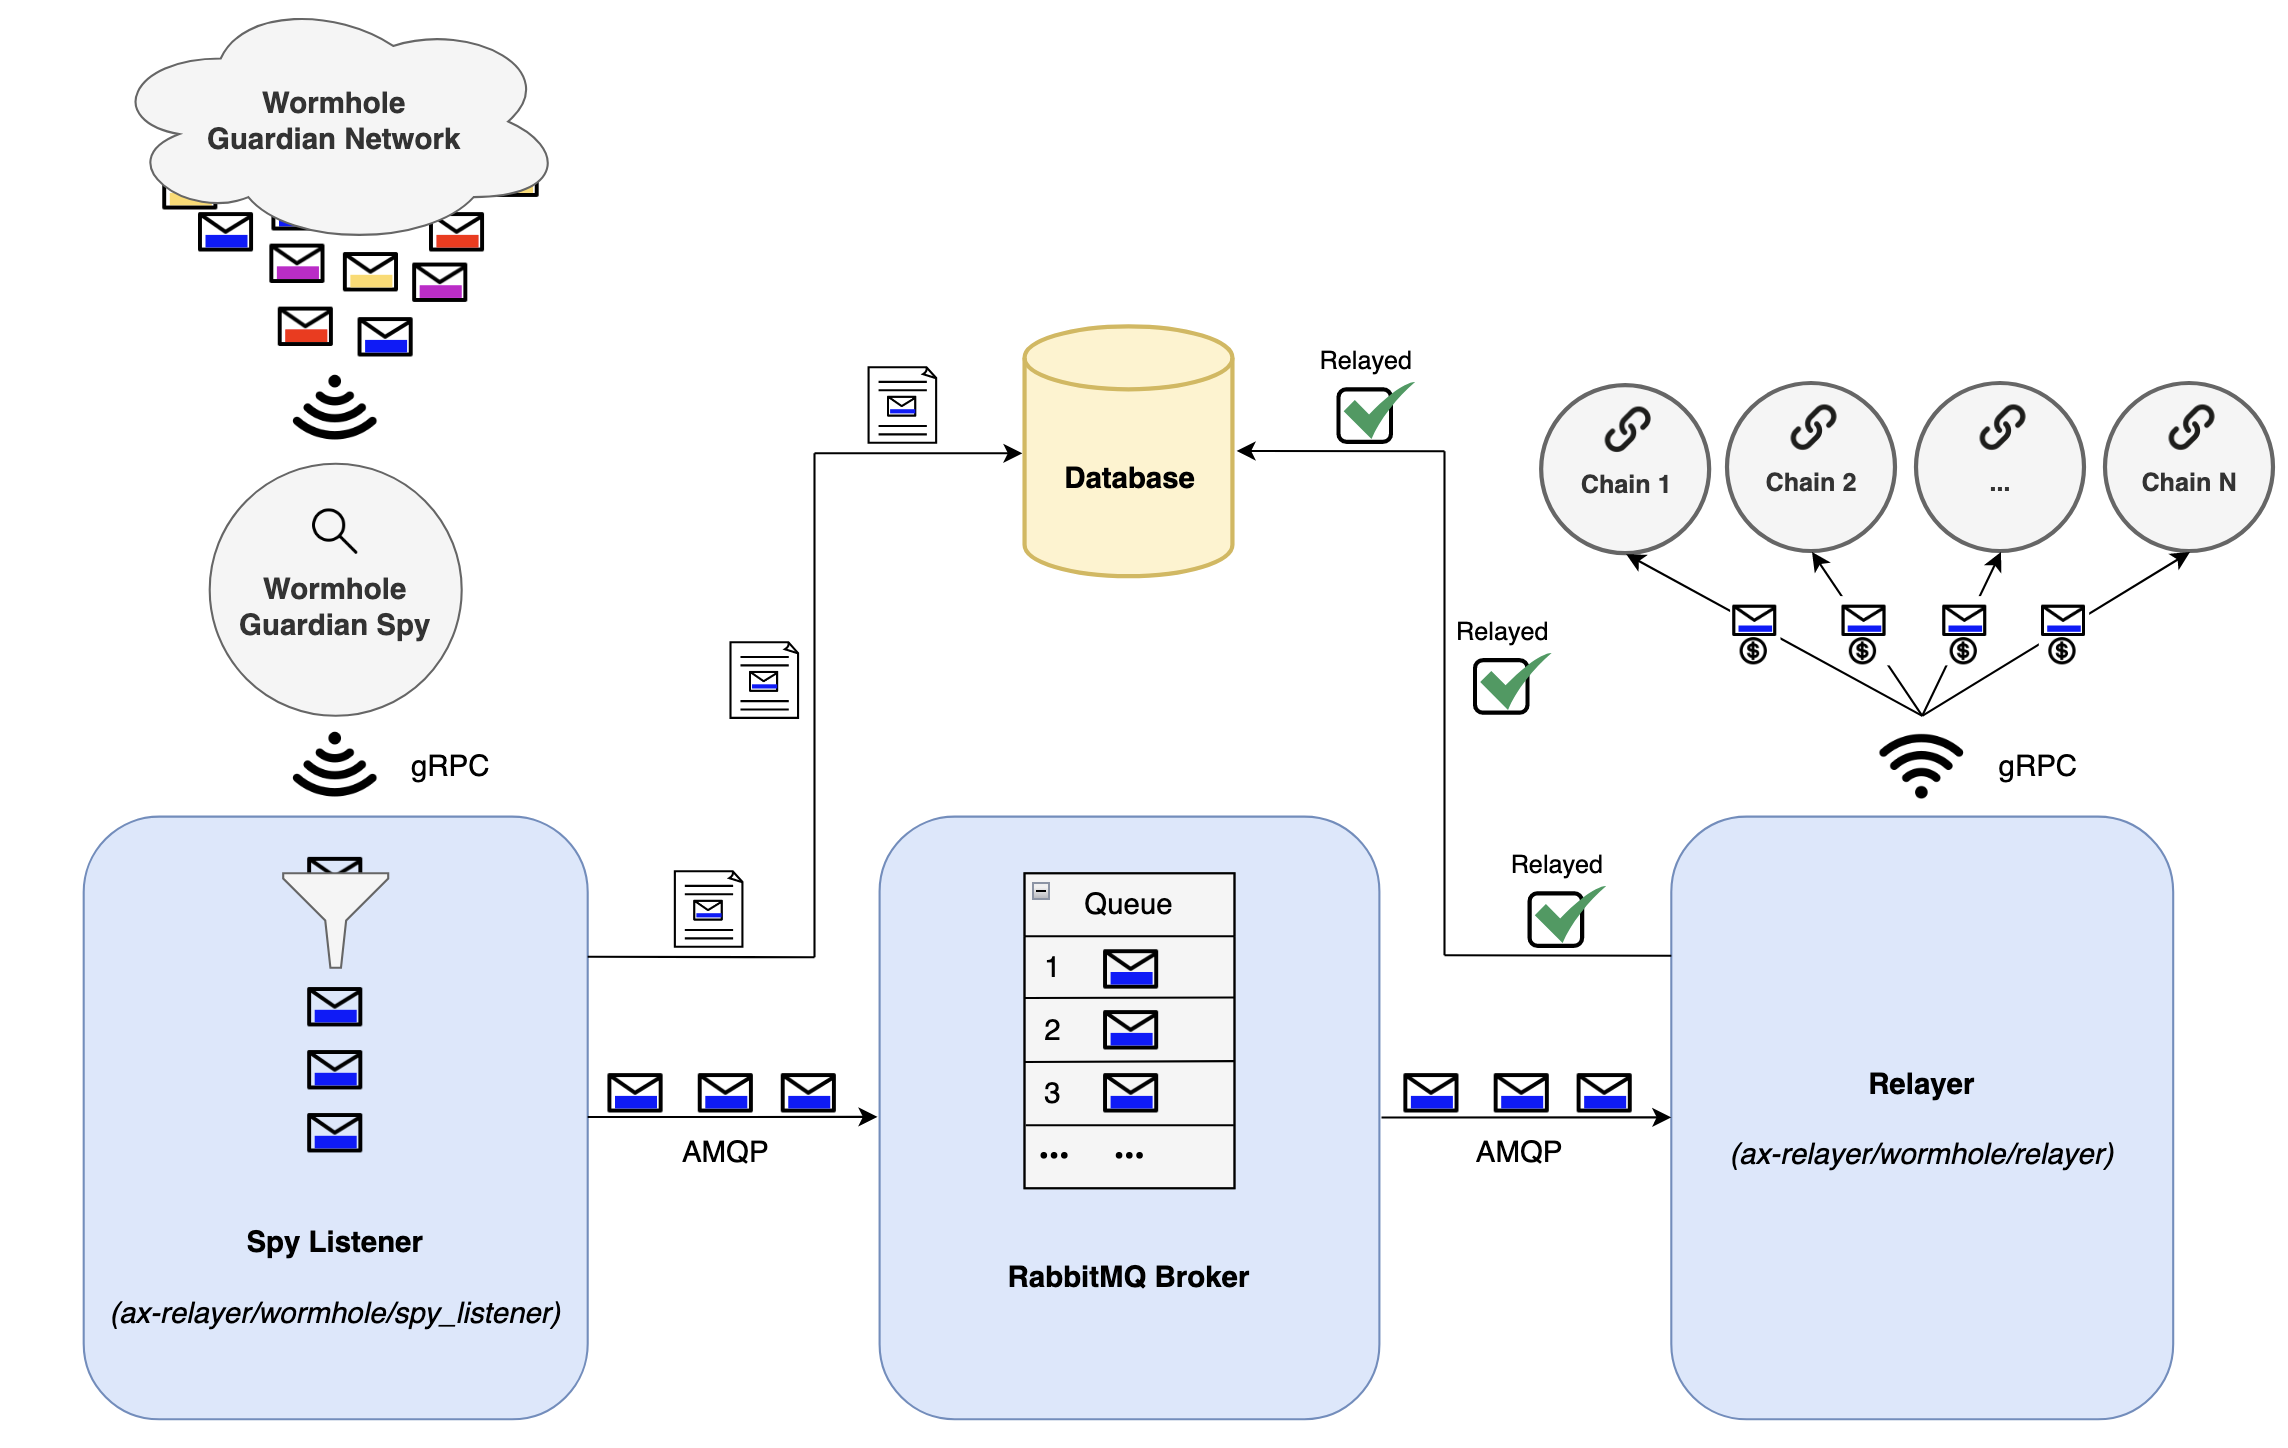 Wormhole
Guardian Network
Wormhole
Guardian Spy
gRPC
Spy Listener
(ax-relayer/wormhole/spy_listener)
AMQP
Database
Queue
1
2
3
... ...
RabbitMQ Broker
AMQP
Relayed
Relayed
Relayed
Chain 1
Chain 2
...
Chain N
$
$
$
$
gRPC
Relayer
(ax-relayer/wormhole/relayer)